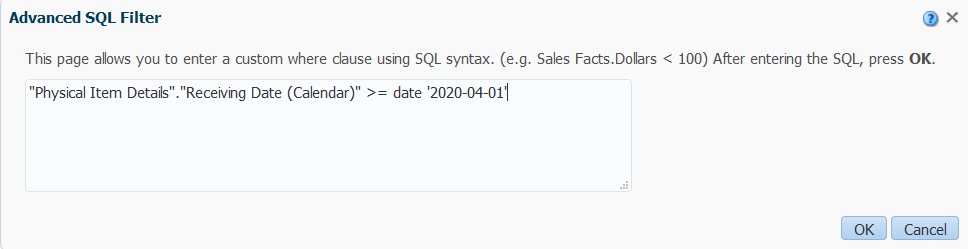 Advanced SQL Filter
This page allows you to enter a custom where clause using SQL syntax. (e.g. Sales Facts.Dollars < 100) After entering the SQL, press OK.
"Physical Item Details"."Receiving Date (Calendar)" >= date '2020-04-01'
OK Cancel